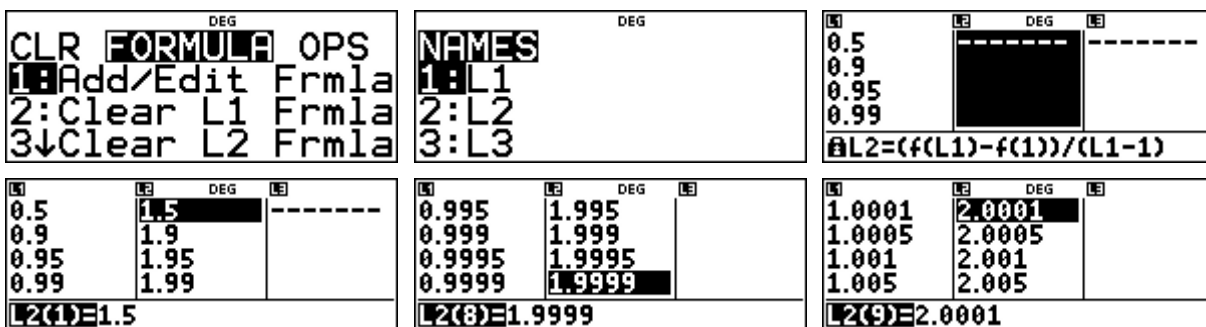 DEG
CLR FORMULA OPS
1:Add/Edit Frmla
2:Clear L1 Frmla
3↓Clear L2 Frmla
DEG
NAMES
1:L1
2:L2
3:L3
L1 L2 DEG L3
0.5 -------- --------
0.9
0.95
0.99
L2=(f(L1)-f(1))/(L1-1)
L1 L2 DEG L3
0.5 1.5 --------
0.9 1.9
0.95 1.95
0.99 1.99
L2(1)=1.5
L1 L2 DEG L3
0.995 1.995
0.999 1.999
0.9995 1.9995
0.9999 1.9999
L2(8)=1.9999
L1 L2 DEG L3
1.0001 2.0001
1.0005 2.0005
1.001 2.001
1.005 2.005
L2(9)=2.0001